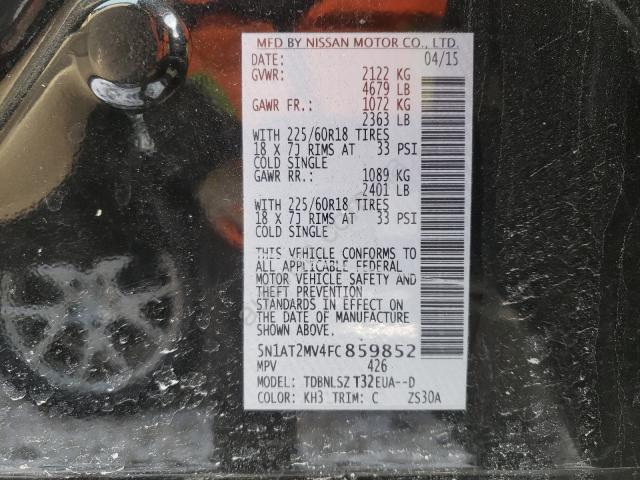 MFD BY NISSAN MOTOR CO., LTD.
DATE: 04/15
GVWR: 2122 KG
4679 LB
GAWR FR.: 1072 KG
2363 LB
WITH 225/60R18 TIRES
18 X 7J RIMS AT 33 PSI
COLD SINGLE
GAWR RR.: 1089 KG
2401 LB
WITH 225/60R18 TIRES
18 X 7J RIMS AT 33 PSI
COLD SINGLE
THIS VEHICLE CONFORMS TO
ALL APPLICABLE FEDERAL
MOTOR VEHICLE SAFETY AND
THEFT PREVENTION
STANDARDS IN EFFECT ON
THE DATE OF MANUFACTURE
SHOWN ABOVE.
5N1AT2MV4FC859852
MPV 426
MODEL: TDBNLSZ T32EUA--D
COLOR: KH3 TRIM: C ZS30A